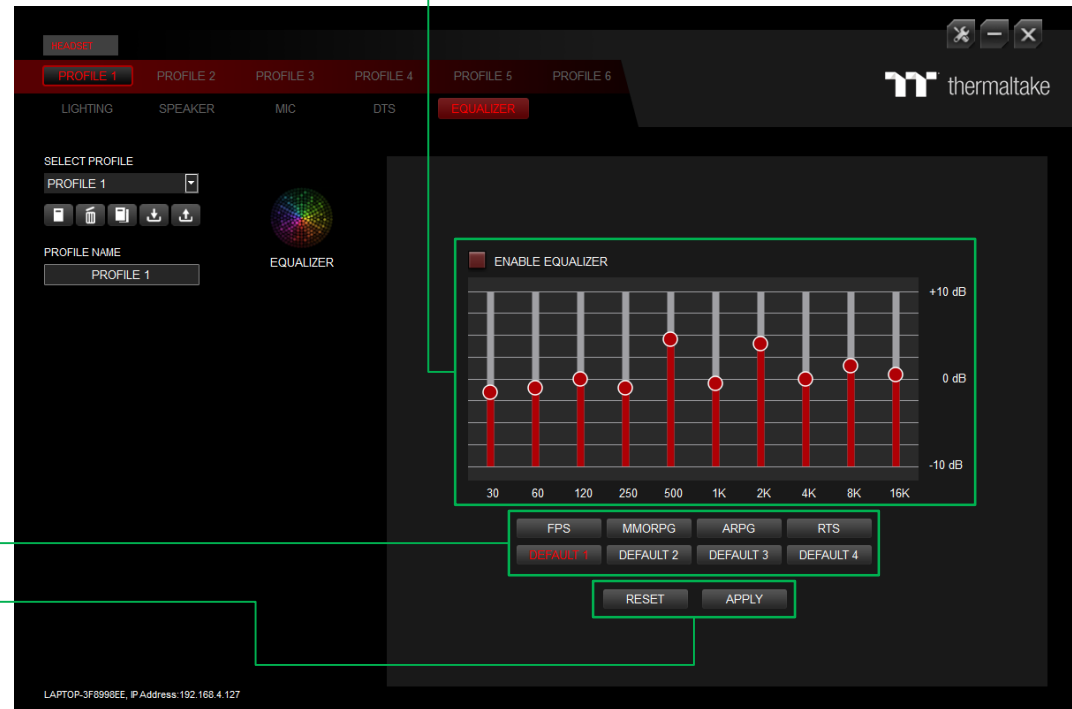 HEADSET
PROFILE 1 PROFILE 2 PROFILE 3 PROFILE 4 PROFILE 5 PROFILE 6
thermaltake
LIGHTING SPEAKER MIC DTS EQUALIZER
SELECT PROFILE
PROFILE 1
PROFILE NAME
PROFILE 1
EQUALIZER
ENABLE EQUALIZER
+10 dB
0 dB
-10 dB
30 60 120 250 500 1K 2K 4K 8K 16K
FPS MMORPG ARPG RTS
DEFAULT 1 DEFAULT 2 DEFAULT 3 DEFAULT 4
RESET APPLY
LAPTOP-3F8998EE, IP Address:192.168.4.127